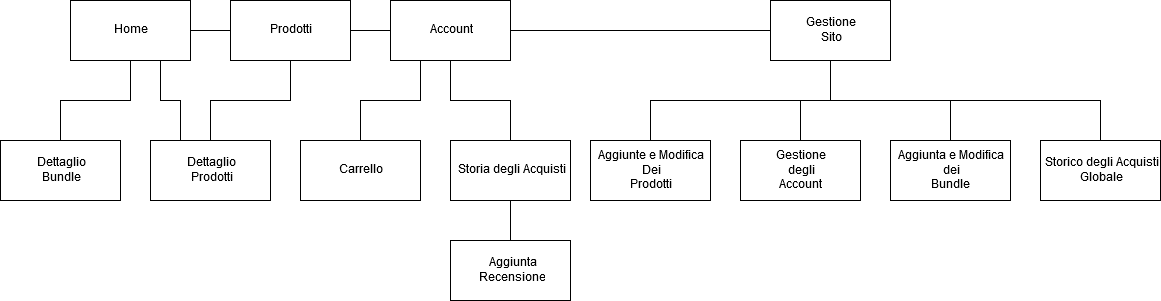 Home
Prodotti
Account
Gestione
Sito
Dettaglio
Bundle
Dettaglio
Prodotti
Carrello
Storia degli Acquisti
Aggiunte e Modifica
Dei
Prodotti
Gestione
degli
Account
Aggiunta e Modifica
dei
Bundle
Storico degli Acquisti
Globale
Aggiunta
Recensione